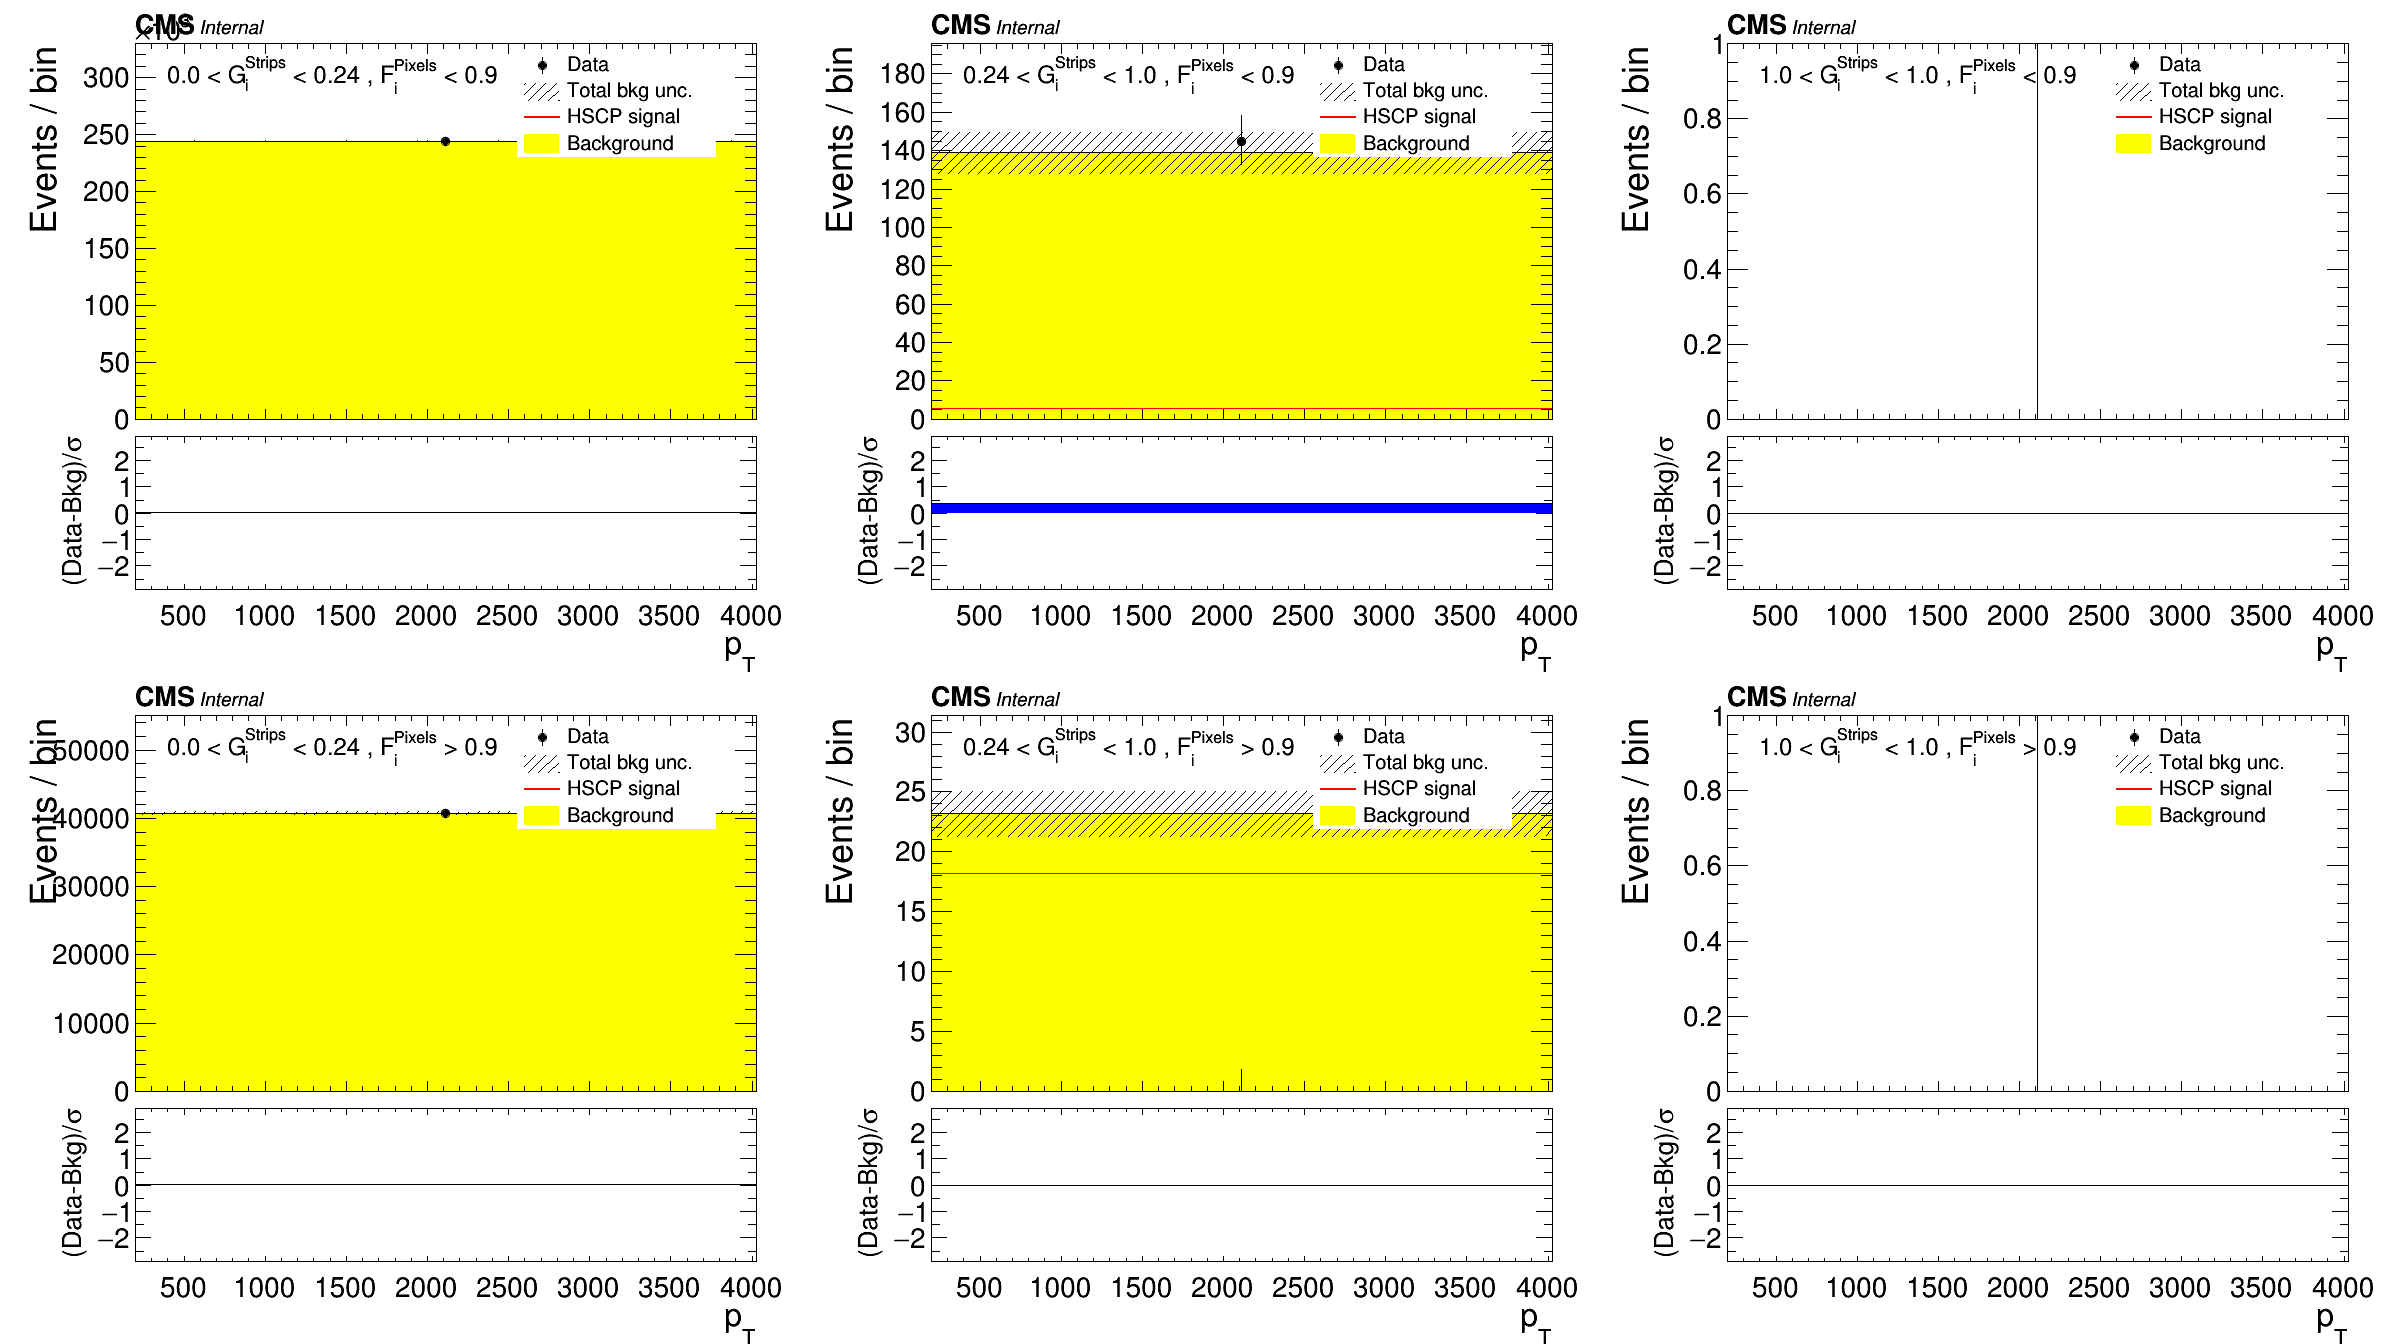 CMS Internal
×10³
Events / bin
0.0 < G_i^Strips < 0.24 , F_i^Pixels < 0.9
Data
Total bkg unc.
HSCP signal
Background
300
250
200
150
100
50
0
(Data-Bkg)/σ
2
1
0
−1
−2
500 1000 1500 2000 2500 3000 3500 4000
p_T
CMS Internal
Events / bin
0.24 < G_i^Strips < 1.0 , F_i^Pixels < 0.9
Data
Total bkg unc.
HSCP signal
Background
180
160
140
120
100
80
60
40
20
0
(Data-Bkg)/σ
2
1
0
−1
−2
500 1000 1500 2000 2500 3000 3500 4000
p_T
CMS Internal
Events / bin
1.0 < G_i^Strips < 1.0 , F_i^Pixels < 0.9
Data
Total bkg unc.
HSCP signal
Background
1
0.8
0.6
0.4
0.2
0
(Data-Bkg)/σ
2
1
0
−1
−2
500 1000 1500 2000 2500 3000 3500 4000
p_T
CMS Internal
Events / bin
0.0 < G_i^Strips < 0.24 , F_i^Pixels > 0.9
Data
Total bkg unc.
HSCP signal
Background
50000
40000
30000
20000
10000
0
(Data-Bkg)/σ
2
1
0
−1
−2
500 1000 1500 2000 2500 3000 3500 4000
p_T
CMS Internal
Events / bin
0.24 < G_i^Strips < 1.0 , F_i^Pixels > 0.9
Data
Total bkg unc.
HSCP signal
Background
30
25
20
15
10
5
0
(Data-Bkg)/σ
2
1
0
−1
−2
500 1000 1500 2000 2500 3000 3500 4000
p_T
CMS Internal
Events / bin
1.0 < G_i^Strips < 1.0 , F_i^Pixels > 0.9
Data
Total bkg unc.
HSCP signal
Background
1
0.8
0.6
0.4
0.2
0
(Data-Bkg)/σ
2
1
0
−1
−2
500 1000 1500 2000 2500 3000 3500 4000
p_T